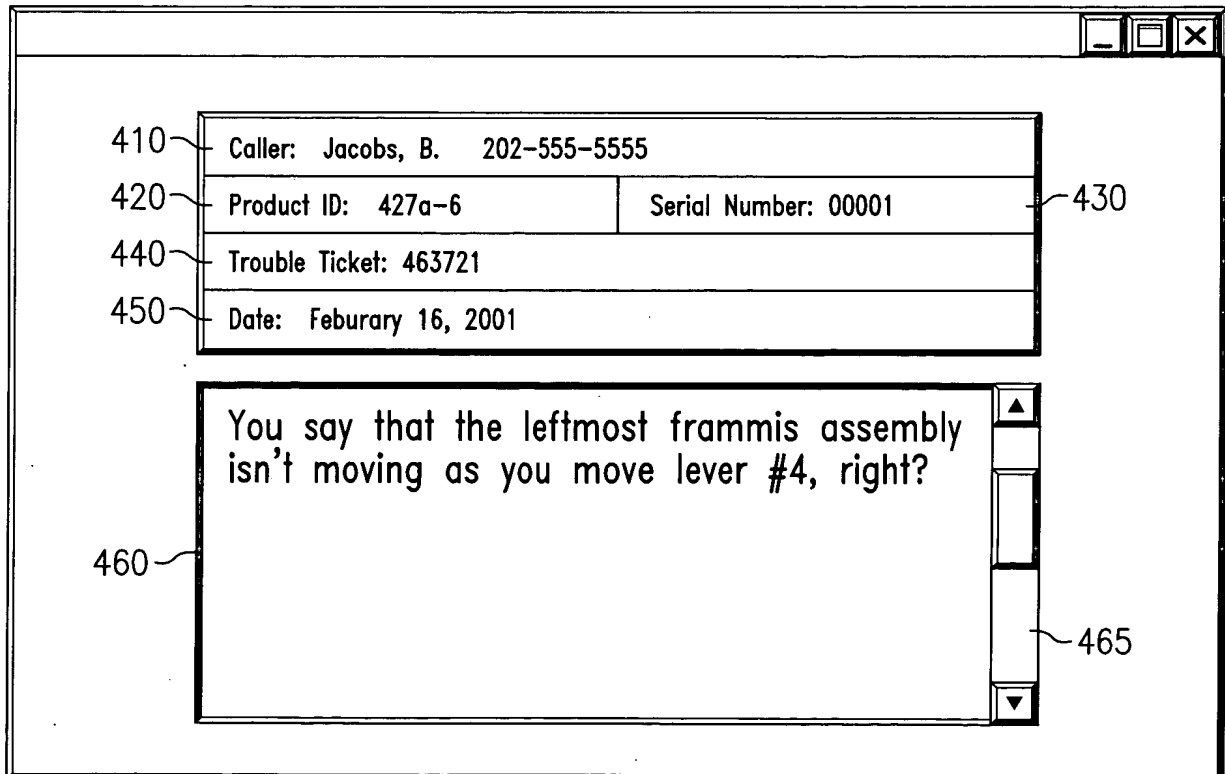 410 Caller: Jacobs, B. 202-555-5555
420 Product ID: 427a-6 Serial Number: 00001 430
440 Trouble Ticket: 463721
450 Date: Feburary 16, 2001
You say that the leftmost frammis assembly
isn't moving as you move lever #4, right?
460
465